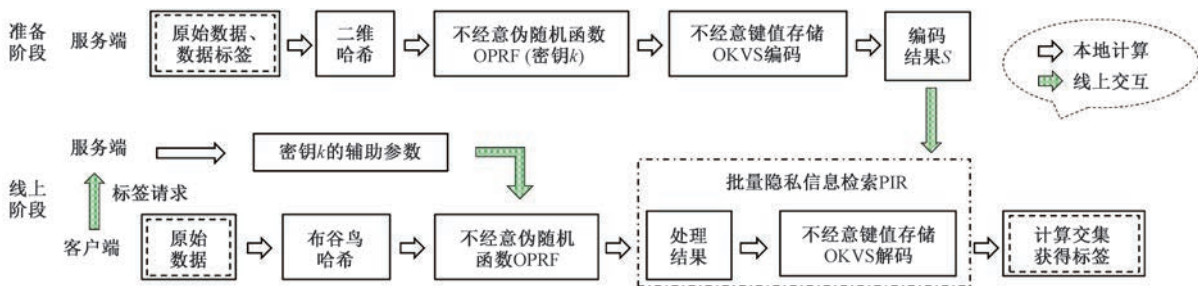 准备
阶段
服务端
原始数据、
数据标签
二维
哈希
不经意伪随机函数
OPRF (密钥k)
不经意键值存储
OKVS编码
编码
结果S
本地计算
线上交互
线上
阶段
服务端
密钥k的辅助参数
标签请求
客户端
原始
数据
布谷鸟
哈希
不经意伪随机
函数OPRF
批量隐私信息检索PIR
处理
结果
不经意键值存储
OKVS解码
计算交集
获得标签